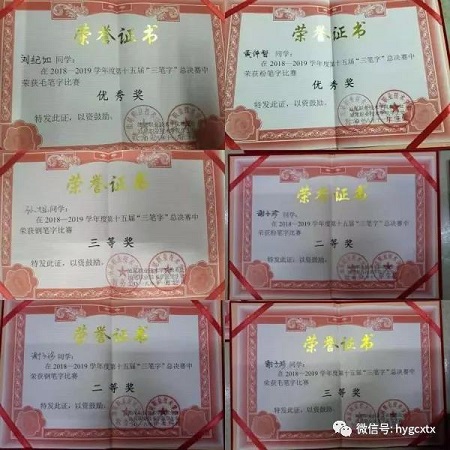 荣誉证书
刘纪如 同学：
在2018—2019学年度第十五届“三笔字”总决赛中
荣获毛笔字比赛
优秀奖
特发此证，以资鼓励。
荣誉证书
同学：
在2018—2019学年度第十五届“三笔字”总决赛中
荣获粉笔字比赛
优秀奖
特发此证，以资鼓励。
荣誉证书
同学：
在2018—2019学年度第十五届“三笔字”总决赛中
荣获钢笔字比赛
三等奖
特发此证，以资鼓励。
荣誉证书
同学：
在2018—2019学年度第十五届“三笔字”总决赛中
荣获粉笔字比赛
二等奖
特发此证，以资鼓励。
荣誉证书
同学：
在2018—2019学年度第十五届“三笔字”总决赛中
荣获钢笔字比赛
二等奖
特发此证，以资鼓励。
荣誉证书
同学：
在2018—2019学年度第十五届“三笔字”总决赛中
荣获毛笔字比赛
三等奖
特发此证，以资鼓励。
微信号: hygcxtx